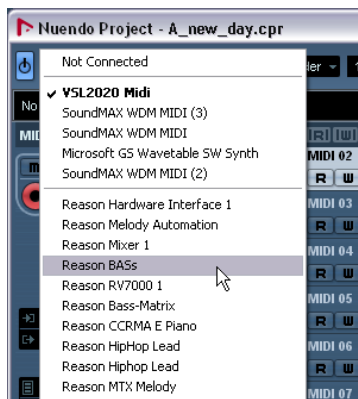 Nuendo Project - A_new_day.cpr
Not Connected
No
VSL2020 Midi
SoundMAX WDM MIDI (3)
SoundMAX WDM MIDI
Microsoft GS Wavetable SW Synth
SoundMAX WDM MIDI (2)
Reason Hardware Interface 1
Reason Melody Automation
Reason Mixer 1
Reason BASs
Reason RV7000 1
Reason Bass-Matrix
Reason CCRMA E Piano
Reason HipHop Lead
Reason Hiphop Lead
Reason MTX Melody
der
MI
m
R W
MIDI 02
R W
MIDI 03
R W
MIDI 04
R W
MIDI 05
R W
MIDI 06
R W
MIDI 07